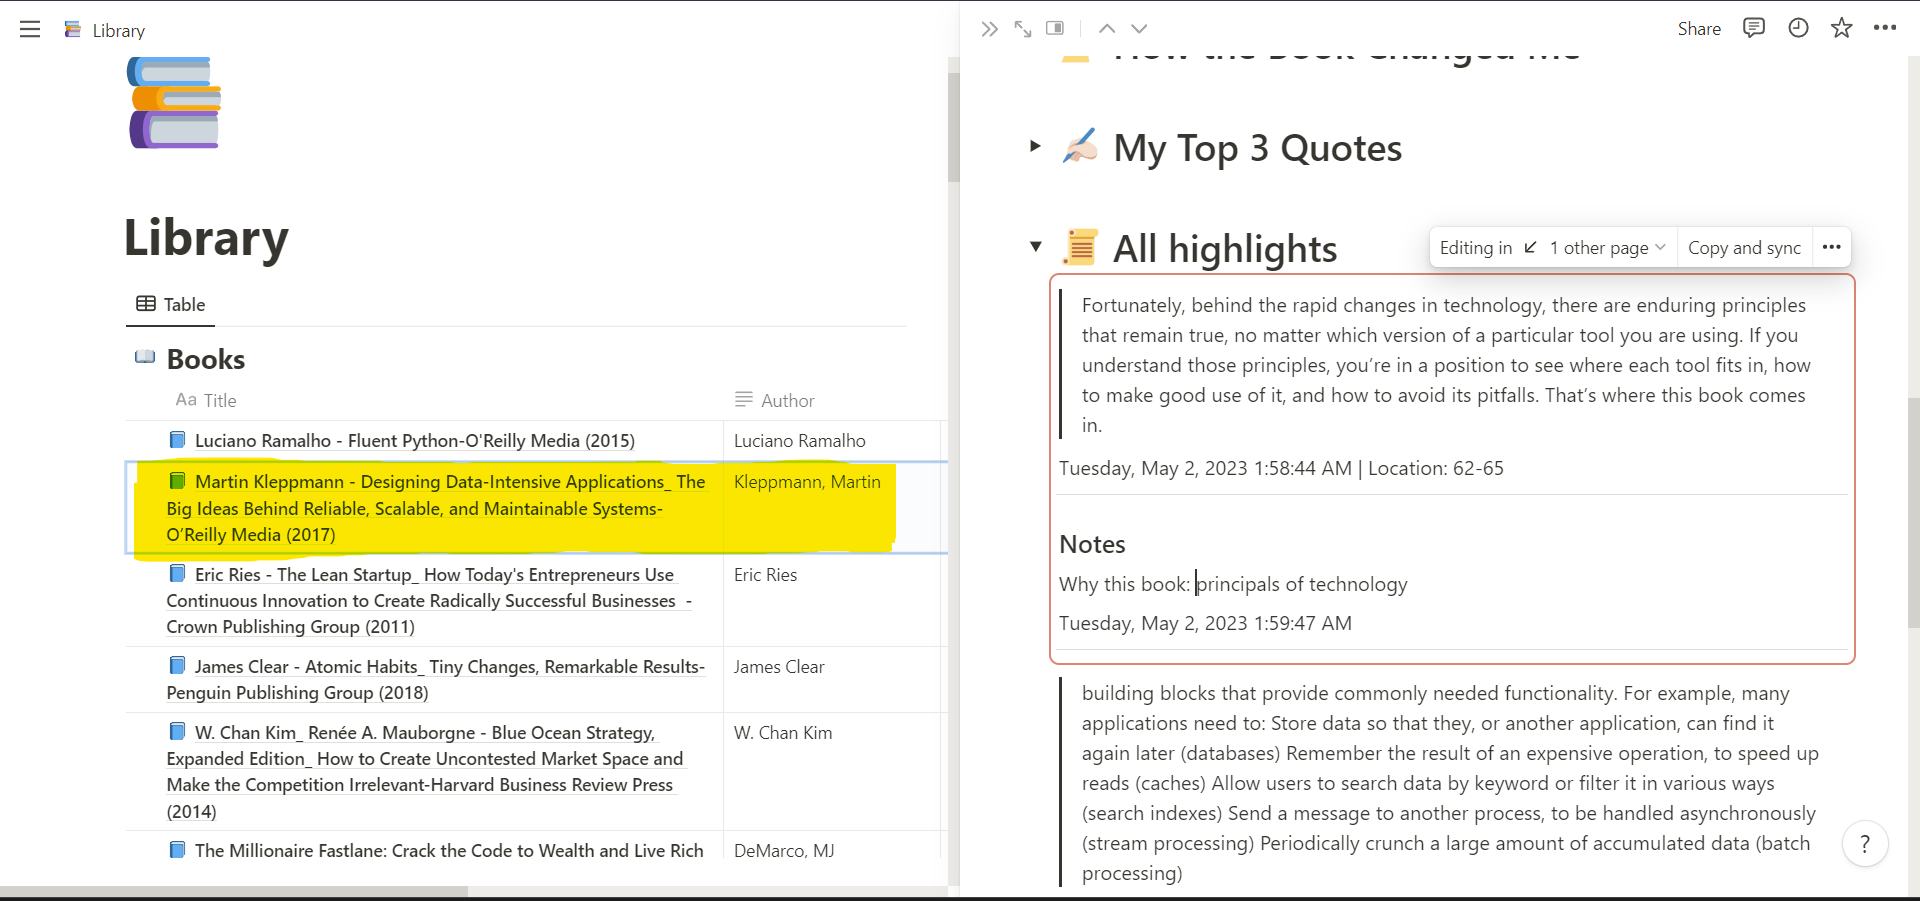 Library
Library
Table
Books
Aa Title
Author
Luciano Ramalho - Fluent Python-O'Reilly Media (2015)
Luciano Ramalho
Martin Kleppmann - Designing Data-Intensive Applications_ The
Big Ideas Behind Reliable, Scalable, and Maintainable Systems-
O’Reilly Media (2017)
Kleppmann, Martin
Eric Ries - The Lean Startup_ How Today's Entrepreneurs Use
Continuous Innovation to Create Radically Successful Businesses -
Crown Publishing Group (2011)
Eric Ries
James Clear - Atomic Habits_ Tiny Changes, Remarkable Results-
Penguin Publishing Group (2018)
James Clear
W. Chan Kim_ Renée A. Mauborgne - Blue Ocean Strategy,
Expanded Edition_ How to Create Uncontested Market Space and
Make the Competition Irrelevant-Harvard Business Review Press
(2014)
W. Chan Kim
The Millionaire Fastlane: Crack the Code to Wealth and Live Rich
DeMarco, MJ
Share
How the Book Changed Me
My Top 3 Quotes
All highlights
Editing in 1 other page
Copy and sync
Fortunately, behind the rapid changes in technology, there are enduring principles
that remain true, no matter which version of a particular tool you are using. If you
understand those principles, you’re in a position to see where each tool fits in, how
to make good use of it, and how to avoid its pitfalls. That’s where this book comes
in.
Tuesday, May 2, 2023 1:58:44 AM | Location: 62-65
Notes
Why this book: principals of technology
Tuesday, May 2, 2023 1:59:47 AM
building blocks that provide commonly needed functionality. For example, many
applications need to: Store data so that they, or another application, can find it
again later (databases) Remember the result of an expensive operation, to speed up
reads (caches) Allow users to search data by keyword or filter it in various ways
(search indexes) Send a message to another process, to be handled asynchronously
(stream processing) Periodically crunch a large amount of accumulated data (batch
processing)
?